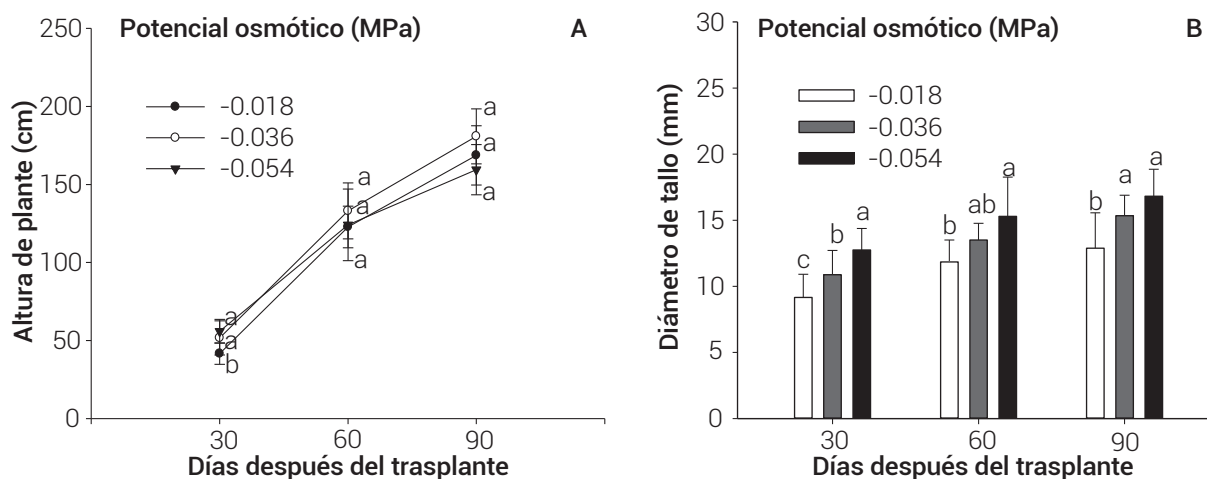 Potencial osmótico (MPa) A
-0.018
-0.036
-0.054
Altura de plante (cm)
250
200
150
100
50
0
a
a
a
a
a
a
a
a
b
30 60 90
Días después del trasplante
Potencial osmótico (MPa) B
-0.018
-0.036
-0.054
Diámetro de tallo (mm)
30
25
20
15
10
5
0
c b a
b ab a
b a a
30 60 90
Días después del trasplante